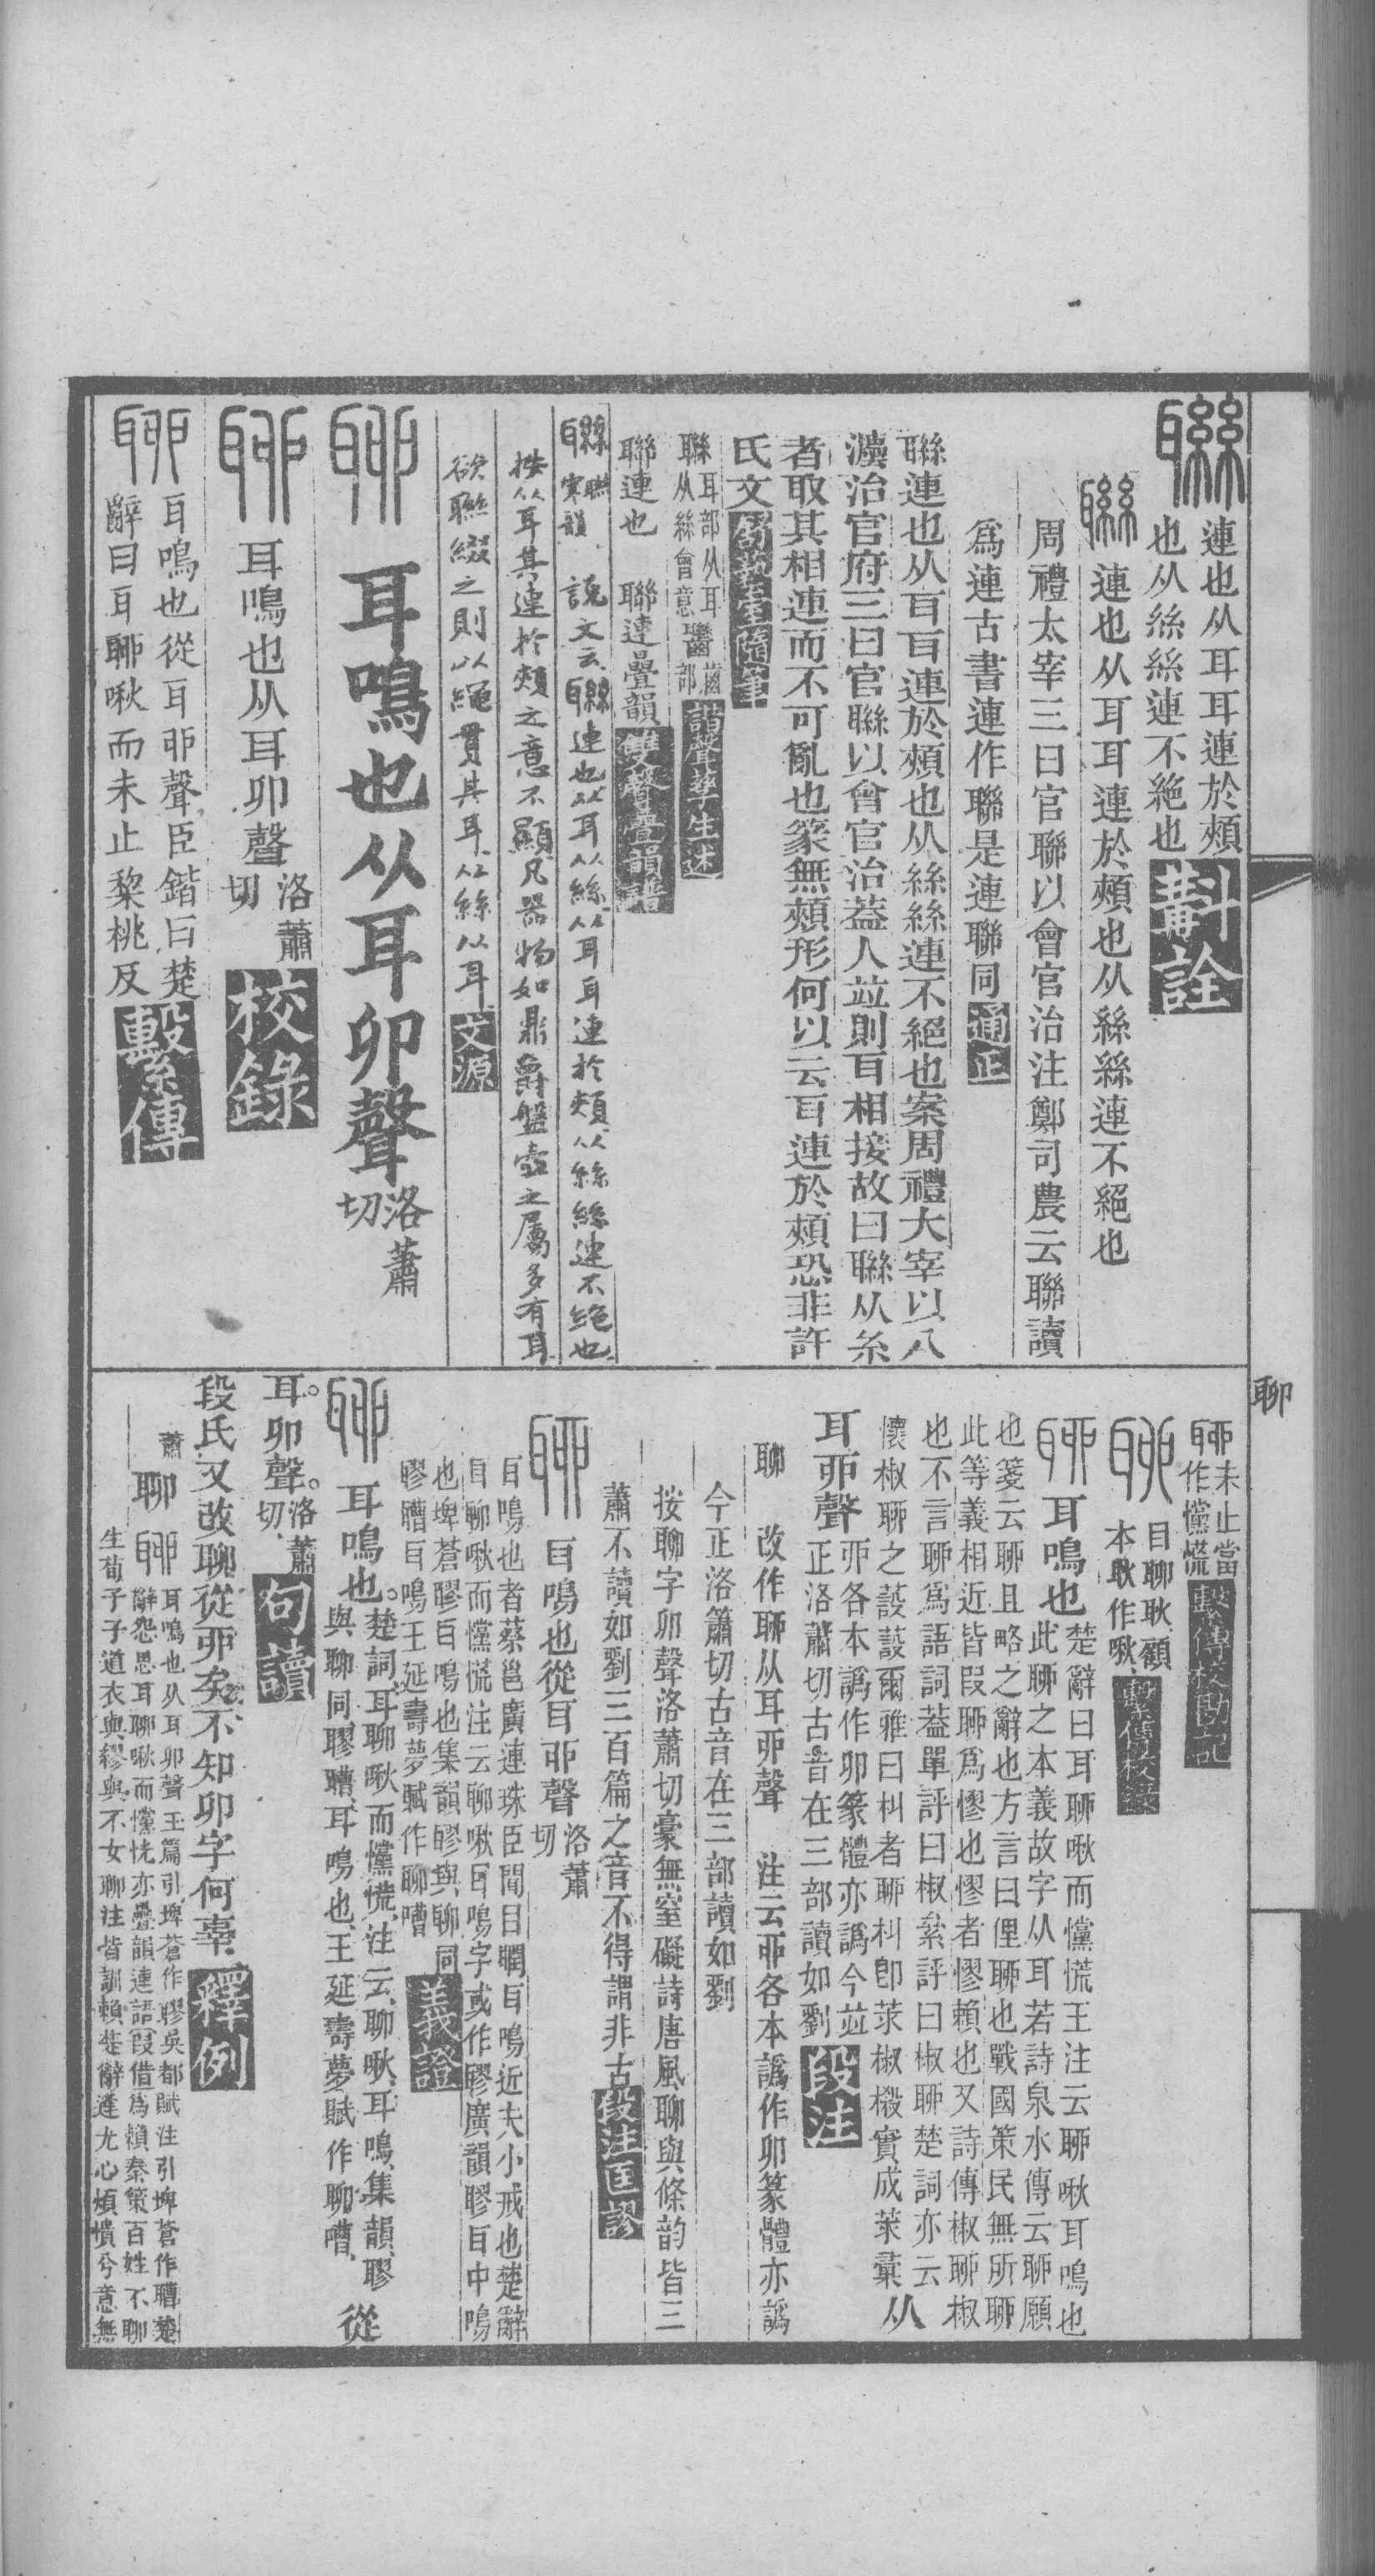 聯 連也从耳耳連於頰
也从絲絲連不絶也 斠詮
聯 連也从耳耳連於頰也从絲絲連不絕也
周禮太宰三曰官聯以會官治注鄭司農云聯讀
爲連古書連作聯是連聯同 通正
聯連也从耳耳連於頰也从絲絲連不絕也案周禮大宰以八
灋治官府三曰官聯以會官治葢人竝則耳相接故曰聯从糸
者取其相連而不可亂也篆無頰形何以云耳連於頰恐非許
氏文
聯耳部从耳
从絲會意 諧聲孳生述
聯連也 聯連疊韻 雙聲疊韻譜
聯 寒韻 說文云聯連也从耳从絲从耳耳連於頰从絲絲連不絕也
按从耳其連於頰之意不顯凡器物如鼎爵盤壺之屬多有耳
欲聯綴之則以繩貫其耳从絲从耳 文源
聊 耳鳴也从耳卯聲 洛蕭切
聊 耳鳴也从耳卯聲 洛蕭切 校錄
聊 耳鳴也從耳丣聲臣鍇曰楚
辭曰耳聊啾而未止棃桃反 繫傳
聊 未止當
作戃慌 繫傳校勘記
聊 目聊耿顧
本耿作啾 繫傳校錄
聊 耳鳴也 楚辭曰耳聊啾而戃慌王注云聊啾耳鳴也
此聊之本義故字从耳若詩泉水傳云聊願
也箋云聊且略之辭也方言曰俚聊也戰國策民無所聊
此等義相近皆叚聊爲憀也憀者憀賴也又詩傳椒聊椒
也不言聊爲語詞葢單評曰椒絫評曰椒聊楚詞亦云
懷椒聊之蔎蔎爾雅曰朻者聊朻卽莍椒樧實成莍彙 从
耳丣聲 丣各本譌作卯篆體亦譌今竝
正洛蕭切古音在三部讀如劉 段注
聊 改作聊从耳丣聲 注云丣各本譌作卯篆體亦譌
今正洛簫切古音在三部讀如劉
按聊字卯聲洛蕭切豪無窒礙詩唐風聊與條韵皆三
蕭不讀如劉三百篇之音不得謂非古 段注匡謬
聊 耳鳴也從耳丣聲 洛蕭切
耳鳴也者蔡邕廣連珠臣聞目瞤耳鳴近夫小戒也楚辭
耳聊啾而戃慌注云聊啾耳鳴字或作膠廣韻膠耳中鳴
也埤蒼膠耳鳴也集韻膠與聊同
膠聹耳鳴王延壽夢賦作聊嘈 義證
聊 耳鳴也。楚詞耳聊啾而戃慌注云聊啾耳鳴集韻膠
與聊同膠聹耳鳴也王延壽夢賦作聊嘈 從
耳。卯聲。洛蕭切 句讀
段氏又改聊從丣矣不知卯字何辜 釋例
蕭 聊 聊 耳鳴也从耳卯聲玉篇引埤蒼作膠吳都賦注引埤蒼作聹楚
辭怨思耳聊啾而戃恍亦疊韻連語叚借爲賴秦策百姓不聊
生荀子子道衣與繆與不女聊注皆訓賴楚辭逢尤心煩憒兮意無
聊